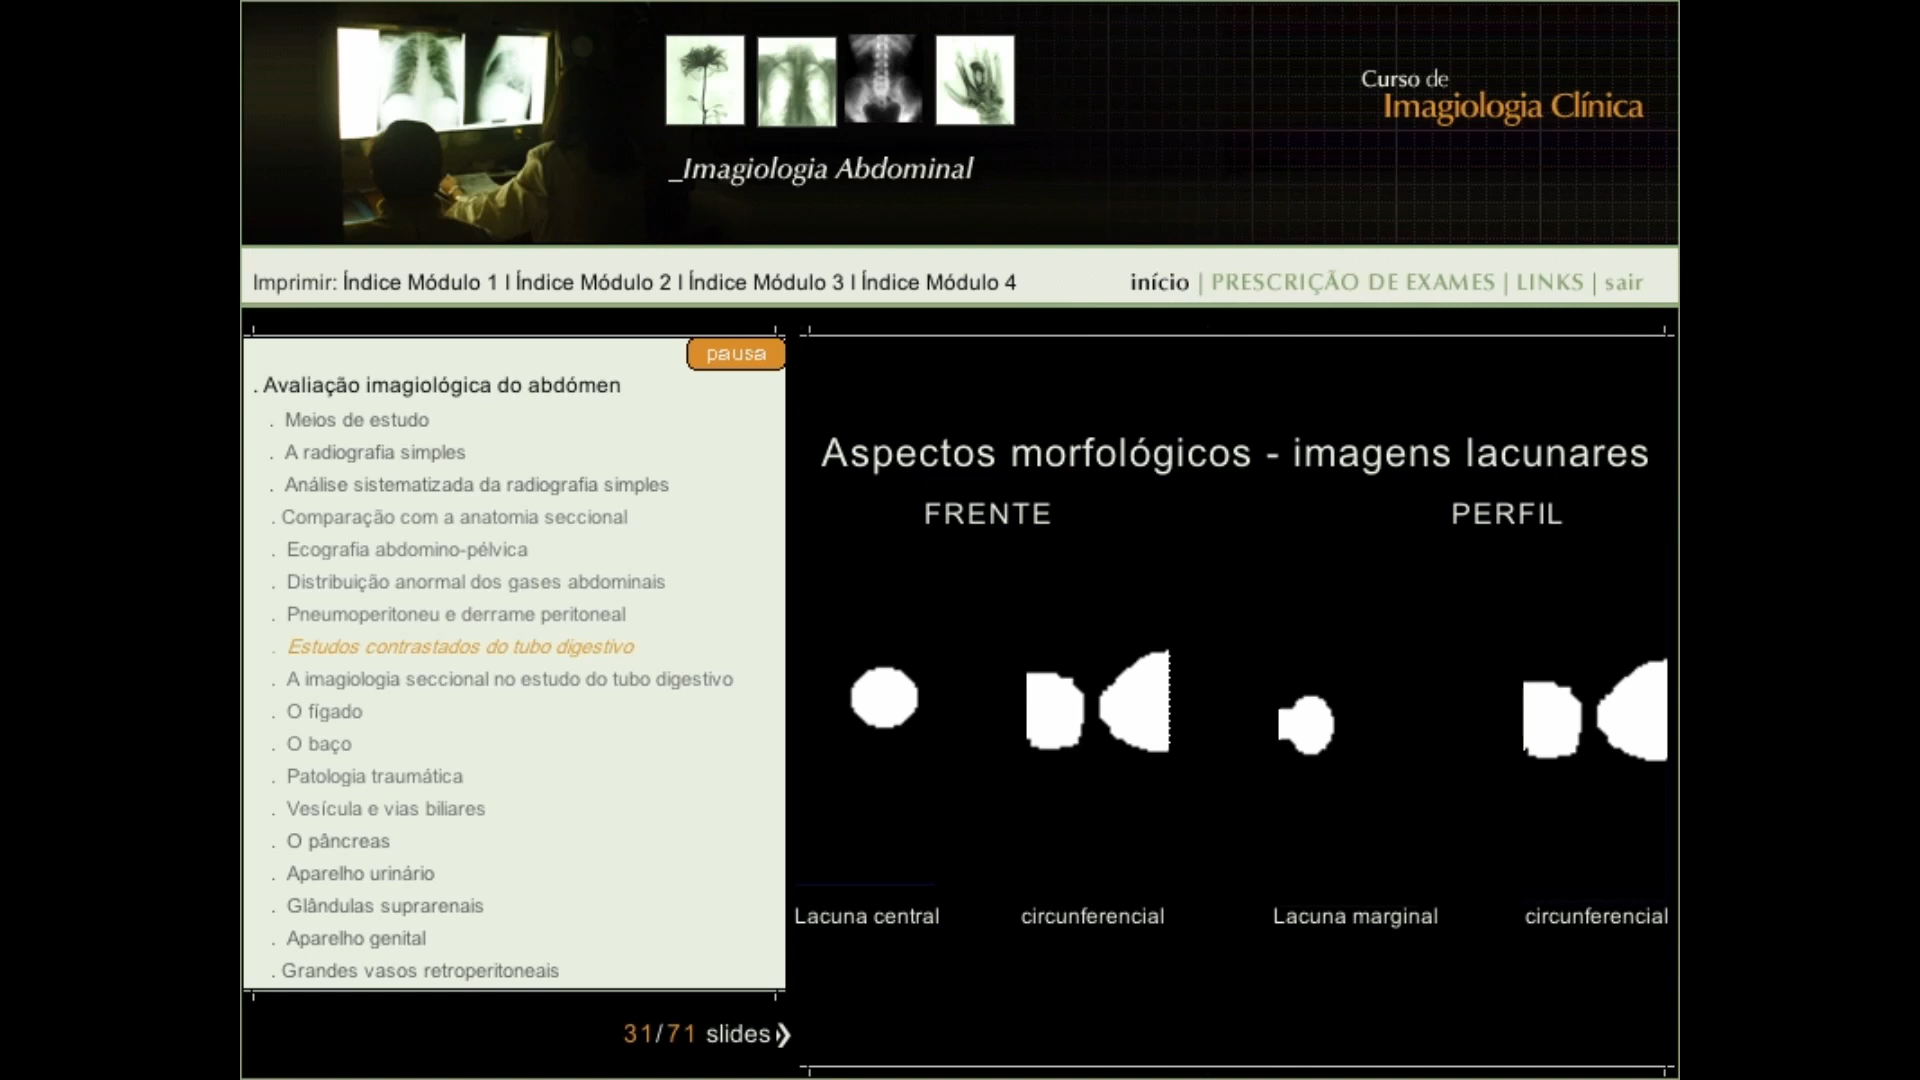 Curso de
Imagiologia Clínica
_Imagiologia Abdominal
Imprimir: Índice Módulo 1 I Índice Módulo 2 I Índice Módulo 3 I Índice Módulo 4
início | PRESCRIÇÃO DE EXAMES | LINKS | sair
pausa
. Avaliação imagiológica do abdómen
. Meios de estudo
. A radiografia simples
. Análise sistematizada da radiografia simples
. Comparação com a anatomia seccional
. Ecografia abdomino-pélvica
. Distribuição anormal dos gases abdominais
. Pneumoperitoneu e derrame peritoneal
. Estudos contrastados do tubo digestivo
. A imagiologia seccional no estudo do tubo digestivo
. O fígado
. O baço
. Patologia traumática
. Vesícula e vias biliares
. O pâncreas
. Aparelho urinário
. Glândulas suprarenais
. Aparelho genital
. Grandes vasos retroperitoneais
31/71 slides
Aspectos morfológicos - imagens lacunares
FRENTE
PERFIL
Lacuna central
circunferencial
Lacuna marginal
circunferencial